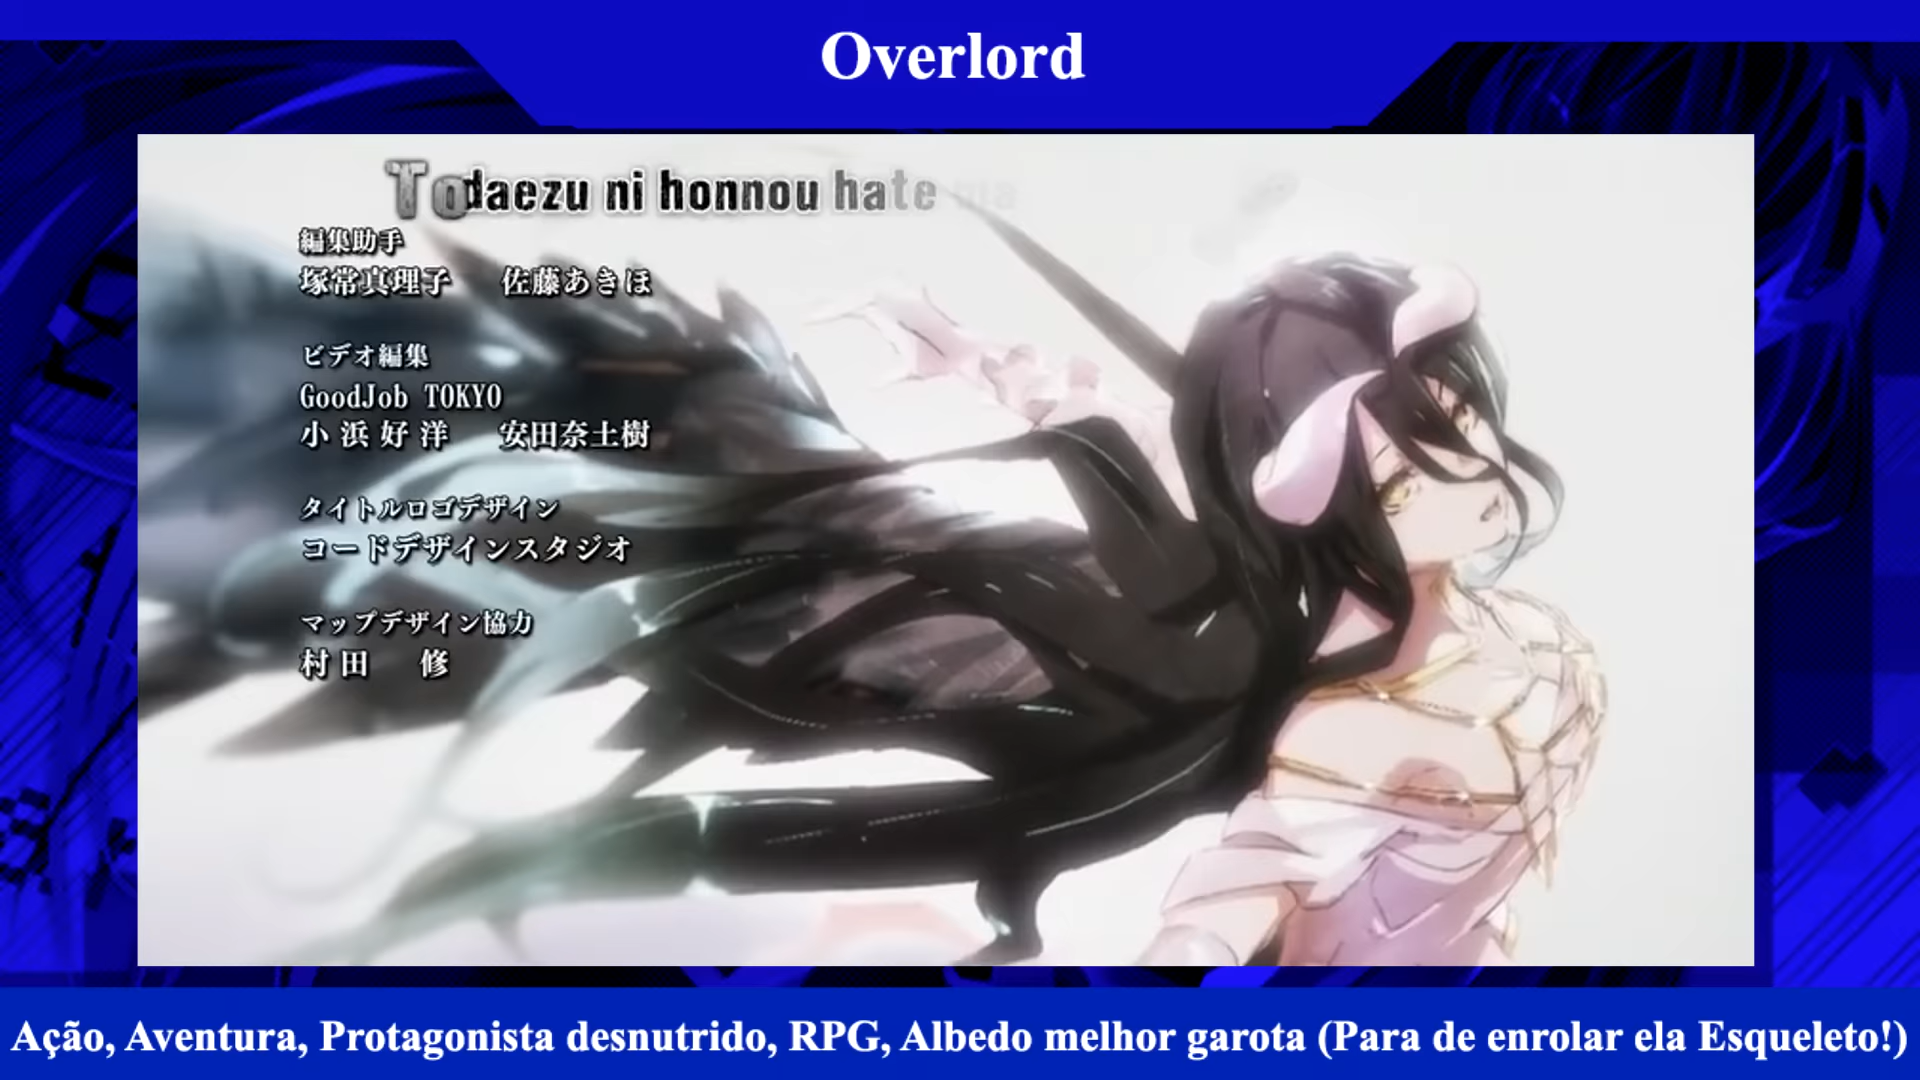 Overlord
Todaezu ni honnou hate ma
編集助手
塚常真理子 佐藤あきほ
ビデオ編集
GoodJob TOKYO
小浜好洋 安田奈土樹
タイトルロゴデザイン
コードデザインスタジオ
マップデザイン協力
村田 修
Ação, Aventura, Protagonista desnutrido, RPG, Albedo melhor garota (Para de enrolar ela Esqueleto!)